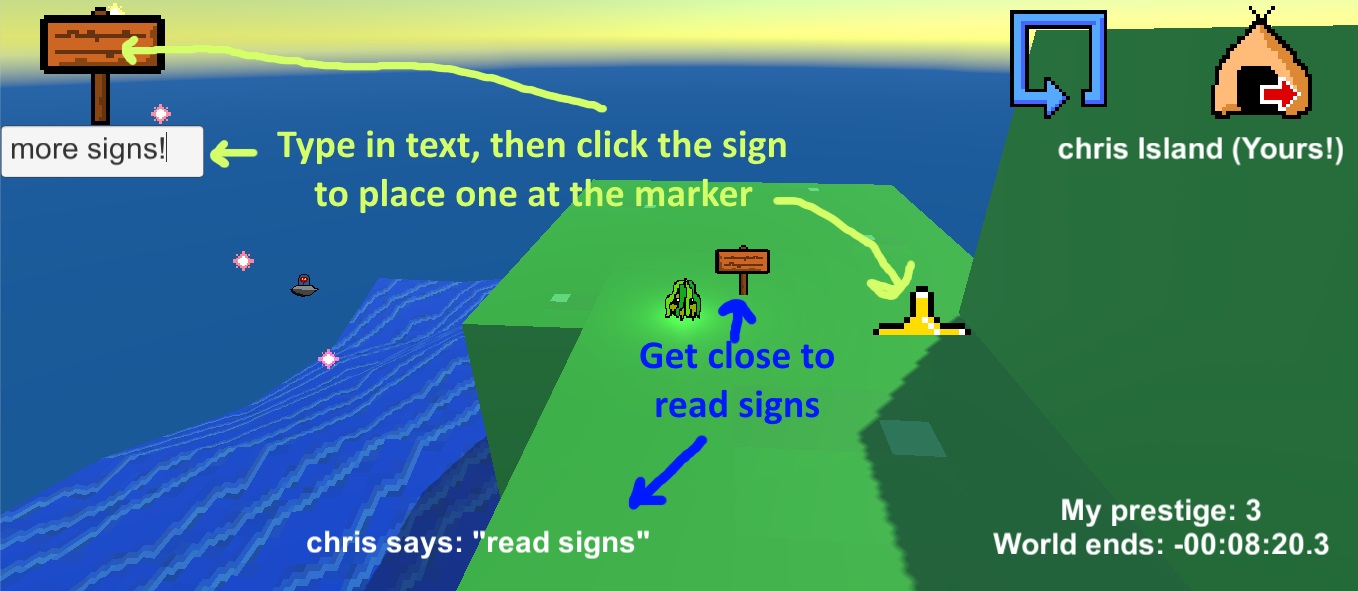 more signs!
Type in text, then click the sign
to place one at the marker
chris Island (Yours!)
Get close to
read signs
chris says: "read signs"
My prestige: 3
World ends: -00:08:20.3